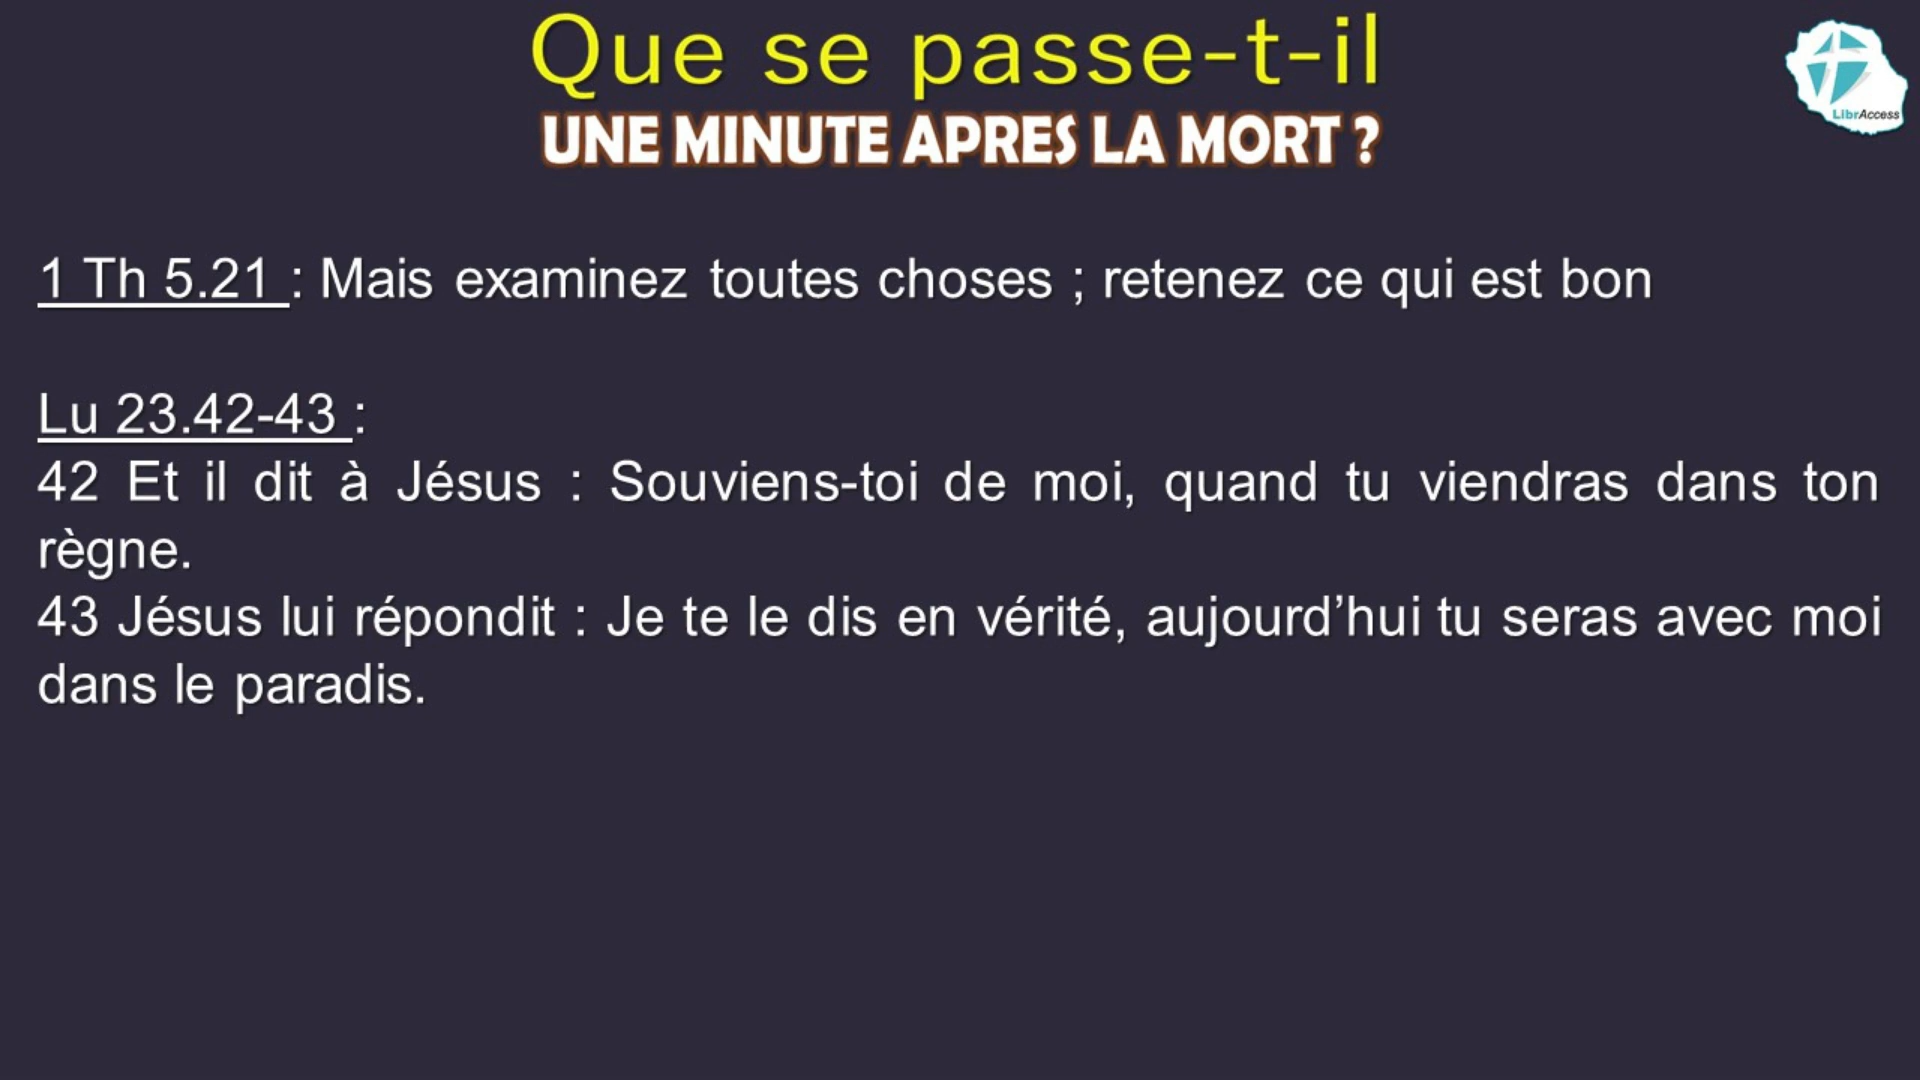 Que se passe-t-il
UNE MINUTE APRES LA MORT ?
LibrAccess
1 Th 5.21 : Mais examinez toutes choses ; retenez ce qui est bon
Lu 23.42-43 :
42 Et il dit à Jésus : Souviens-toi de moi, quand tu viendras dans ton
règne.
43 Jésus lui répondit : Je te le dis en vérité, aujourd’hui tu seras avec moi
dans le paradis.